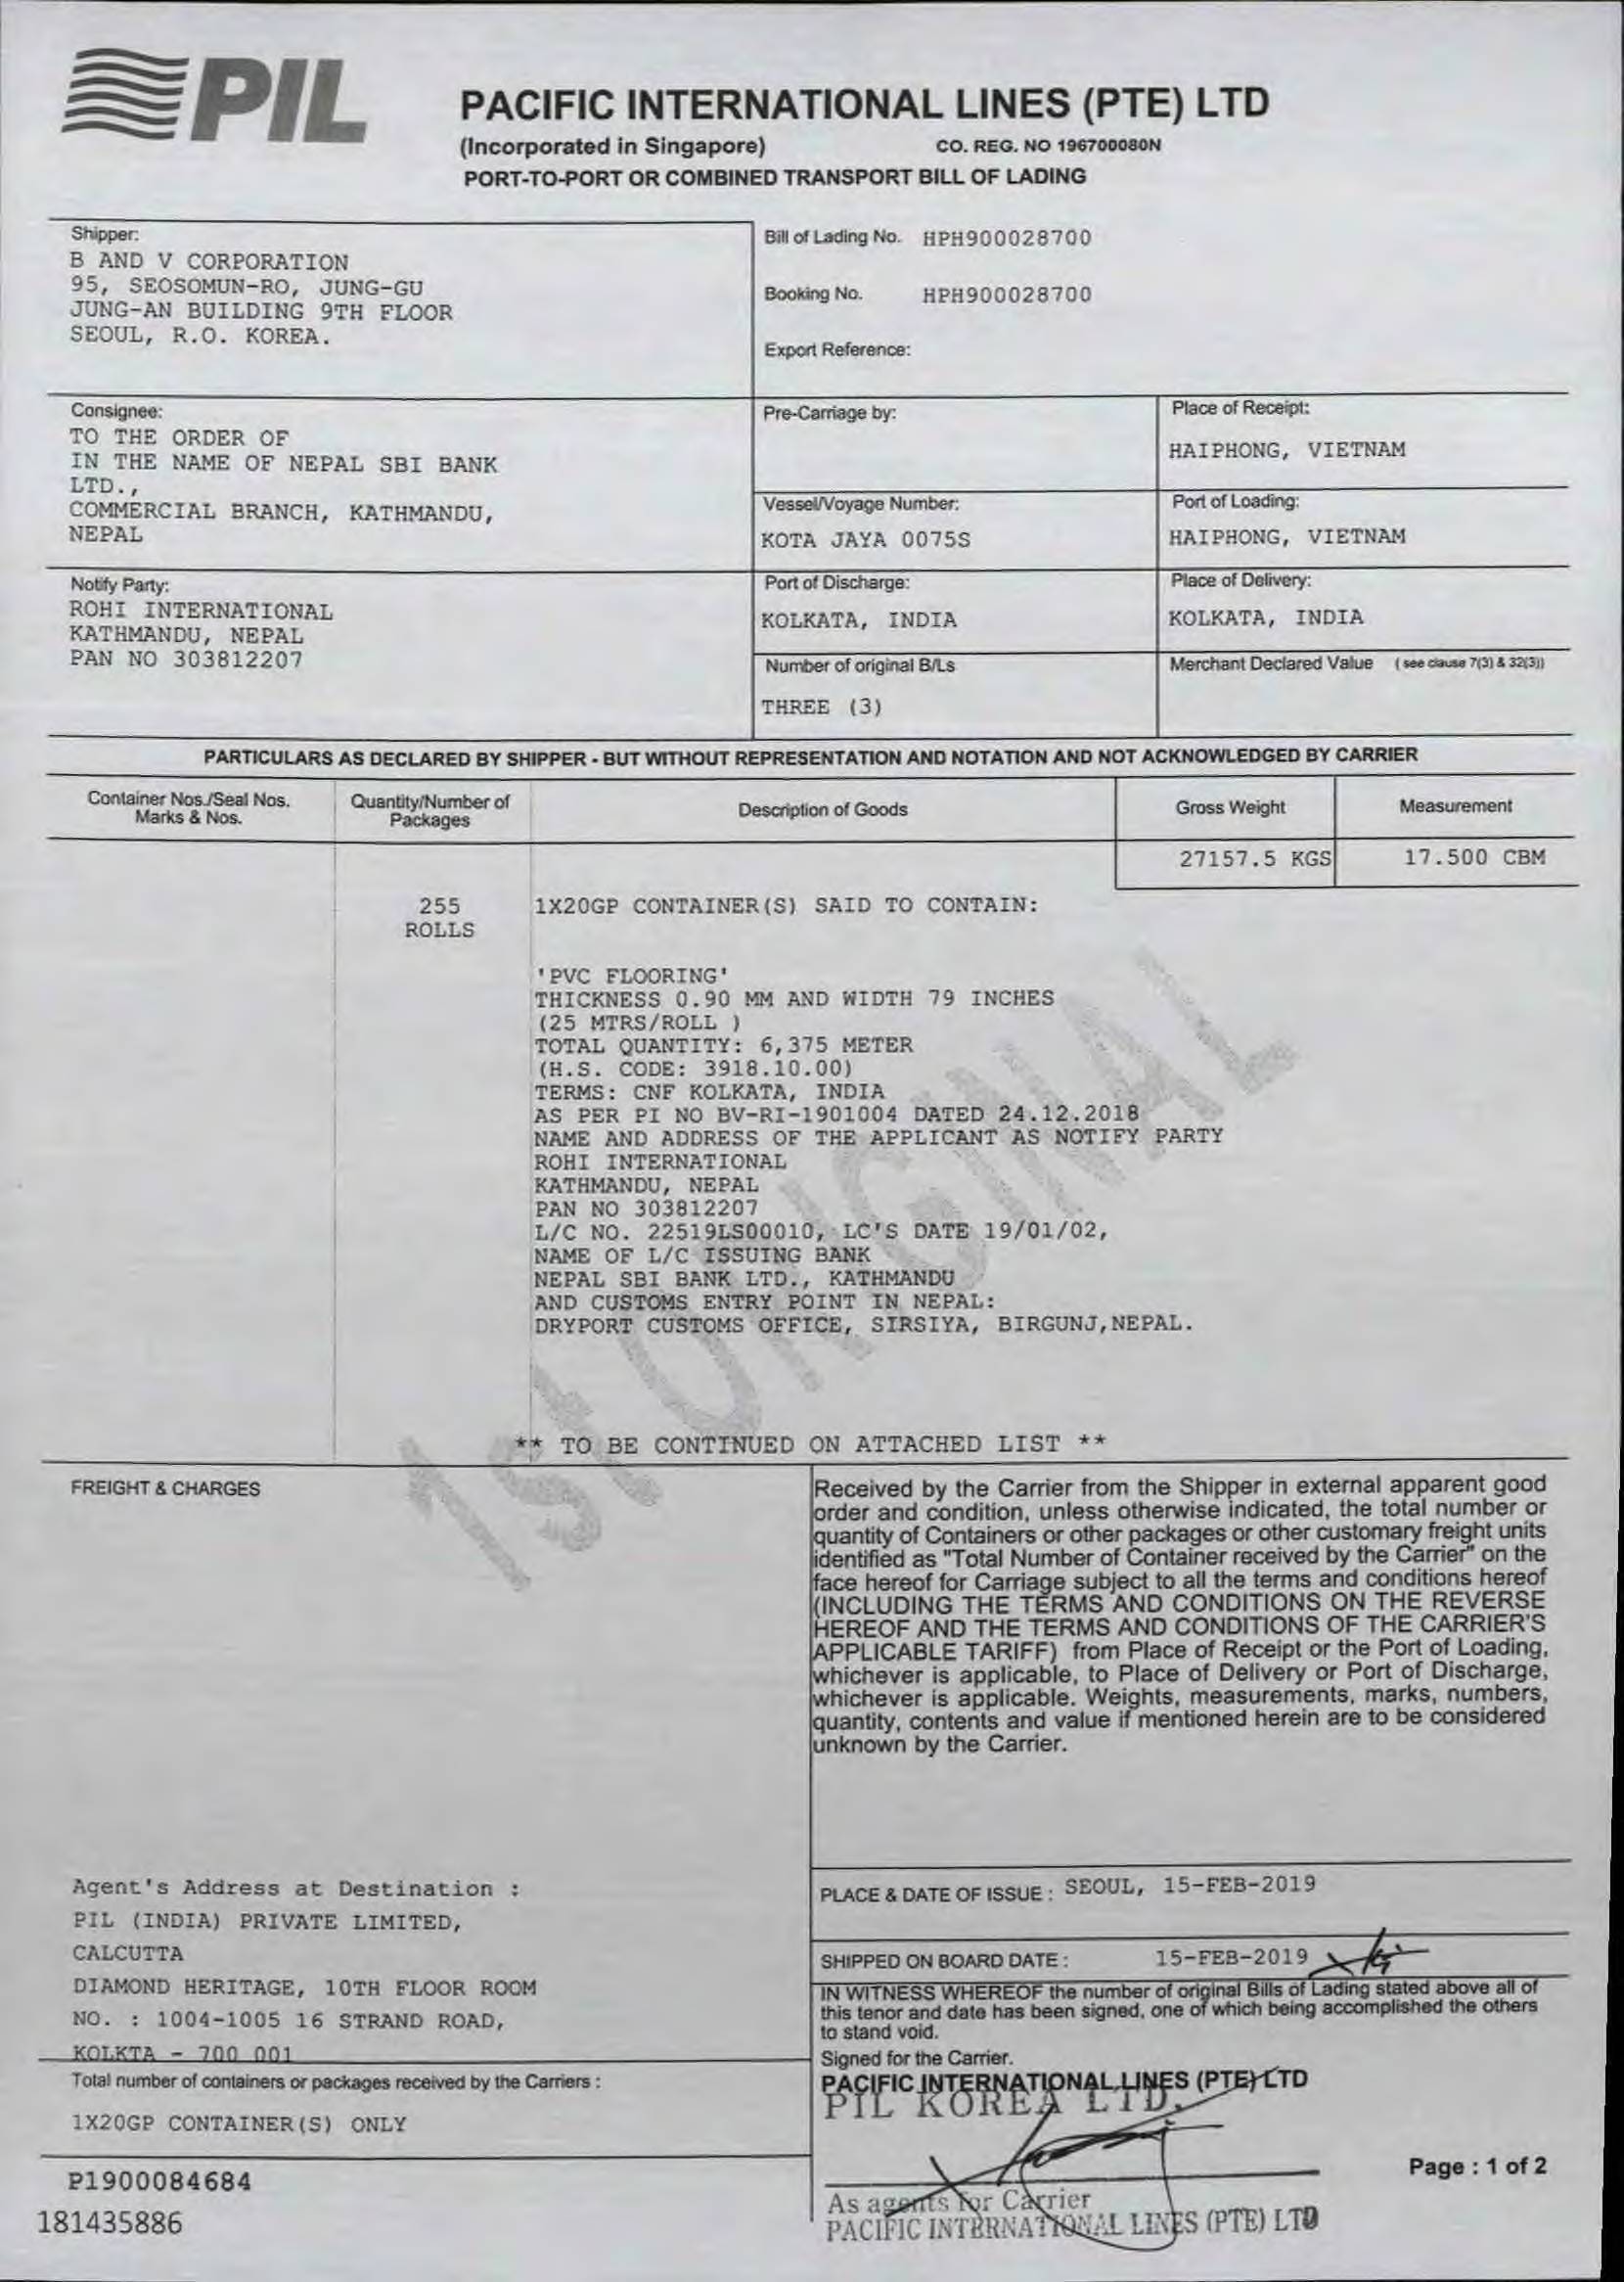 PIL
PACIFIC INTERNATIONAL LINES (PTE) LTD
(Incorporated in Singapore) CO. REG. NO 196700080N
PORT-TO-PORT OR COMBINED TRANSPORT BILL OF LADING
Shipper:
B AND V CORPORATION
95, SEOSOMUN-RO, JUNG-GU
JUNG-AN BUILDING 9TH FLOOR
SEOUL, R.O. KOREA.
Bill of Lading No. HPH900028700
Booking No. HPH900028700
Export Reference:
Consignee:
TO THE ORDER OF
IN THE NAME OF NEPAL SBI BANK
LTD.,
COMMERCIAL BRANCH, KATHMANDU,
NEPAL
Pre-Carriage by:
Place of Receipt:
HAIPHONG, VIETNAM
Vessel/Voyage Number:
KOTA JAYA 0075S
Port of Loading:
HAIPHONG, VIETNAM
Notify Party:
ROHI INTERNATIONAL
KATHMANDU, NEPAL
PAN NO 303812207
Port of Discharge:
KOLKATA, INDIA
Place of Delivery:
KOLKATA, INDIA
Number of original B/Ls
THREE (3)
Merchant Declared Value (see clause 7(3) & 32(3))
PARTICULARS AS DECLARED BY SHIPPER - BUT WITHOUT REPRESENTATION AND NOTATION AND NOT ACKNOWLEDGED BY CARRIER
Container Nos./Seal Nos.
Marks & Nos.
Quantity/Number of
Packages
Description of Goods
Gross Weight
Measurement
27157.5 KGS
17.500 CBM
255
ROLLS
1X20GP CONTAINER(S) SAID TO CONTAIN:
'PVC FLOORING'
THICKNESS 0.90 MM AND WIDTH 79 INCHES
(25 MTRS/ROLL )
TOTAL QUANTITY: 6,375 METER
(H.S. CODE: 3918.10.00)
TERMS: CNF KOLKATA, INDIA
AS PER PI NO BV-RI-1901004 DATED 24.12.2018
NAME AND ADDRESS OF THE APPLICANT AS NOTIFY PARTY
ROHI INTERNATIONAL
KATHMANDU, NEPAL
PAN NO 303812207
L/C NO. 22519LS00010, LC'S DATE 19/01/02,
NAME OF L/C ISSUING BANK
NEPAL SBI BANK LTD., KATHMANDU
AND CUSTOMS ENTRY POINT IN NEPAL:
DRYPORT CUSTOMS OFFICE, SIRSIYA, BIRGUNJ,NEPAL.
1st ORIGINAL
** TO BE CONTINUED ON ATTACHED LIST **
FREIGHT & CHARGES
Received by the Carrier from the Shipper in external apparent good
order and condition, unless otherwise indicated, the total number or
quantity of Containers or other packages or other customary freight units
identified as "Total Number of Container received by the Carrier" on the
face hereof for Carriage subject to all the terms and conditions hereof
(INCLUDING THE TERMS AND CONDITIONS ON THE REVERSE
HEREOF AND THE TERMS AND CONDITIONS OF THE CARRIER'S
APPLICABLE TARIFF) from Place of Receipt or the Port of Loading,
whichever is applicable, to Place of Delivery or Port of Discharge,
whichever is applicable. Weights, measurements, marks, numbers,
quantity, contents and value if mentioned herein are to be considered
unknown by the Carrier.
Agent's Address at Destination :
PIL (INDIA) PRIVATE LIMITED,
CALCUTTA
DIAMOND HERITAGE, 10TH FLOOR ROOM
NO. : 1004-1005 16 STRAND ROAD,
KOLKTA - 700 001
PLACE & DATE OF ISSUE : SEOUL, 15-FEB-2019
SHIPPED ON BOARD DATE : 15-FEB-2019
IN WITNESS WHEREOF the number of original Bills of Lading stated above all of
this tenor and date has been signed, one of which being accomplished the others
to stand void.
Signed for the Carrier.
PACIFIC INTERNATIONAL LINES (PTE) LTD
PIL KOREA LTD.
Total number of containers or packages received by the Carriers :
1X20GP CONTAINER(S) ONLY
P1900084684
181435886
Page : 1 of 2
As agents for Carrier
PACIFIC INTERNATIONAL LINES (PTE) LTD